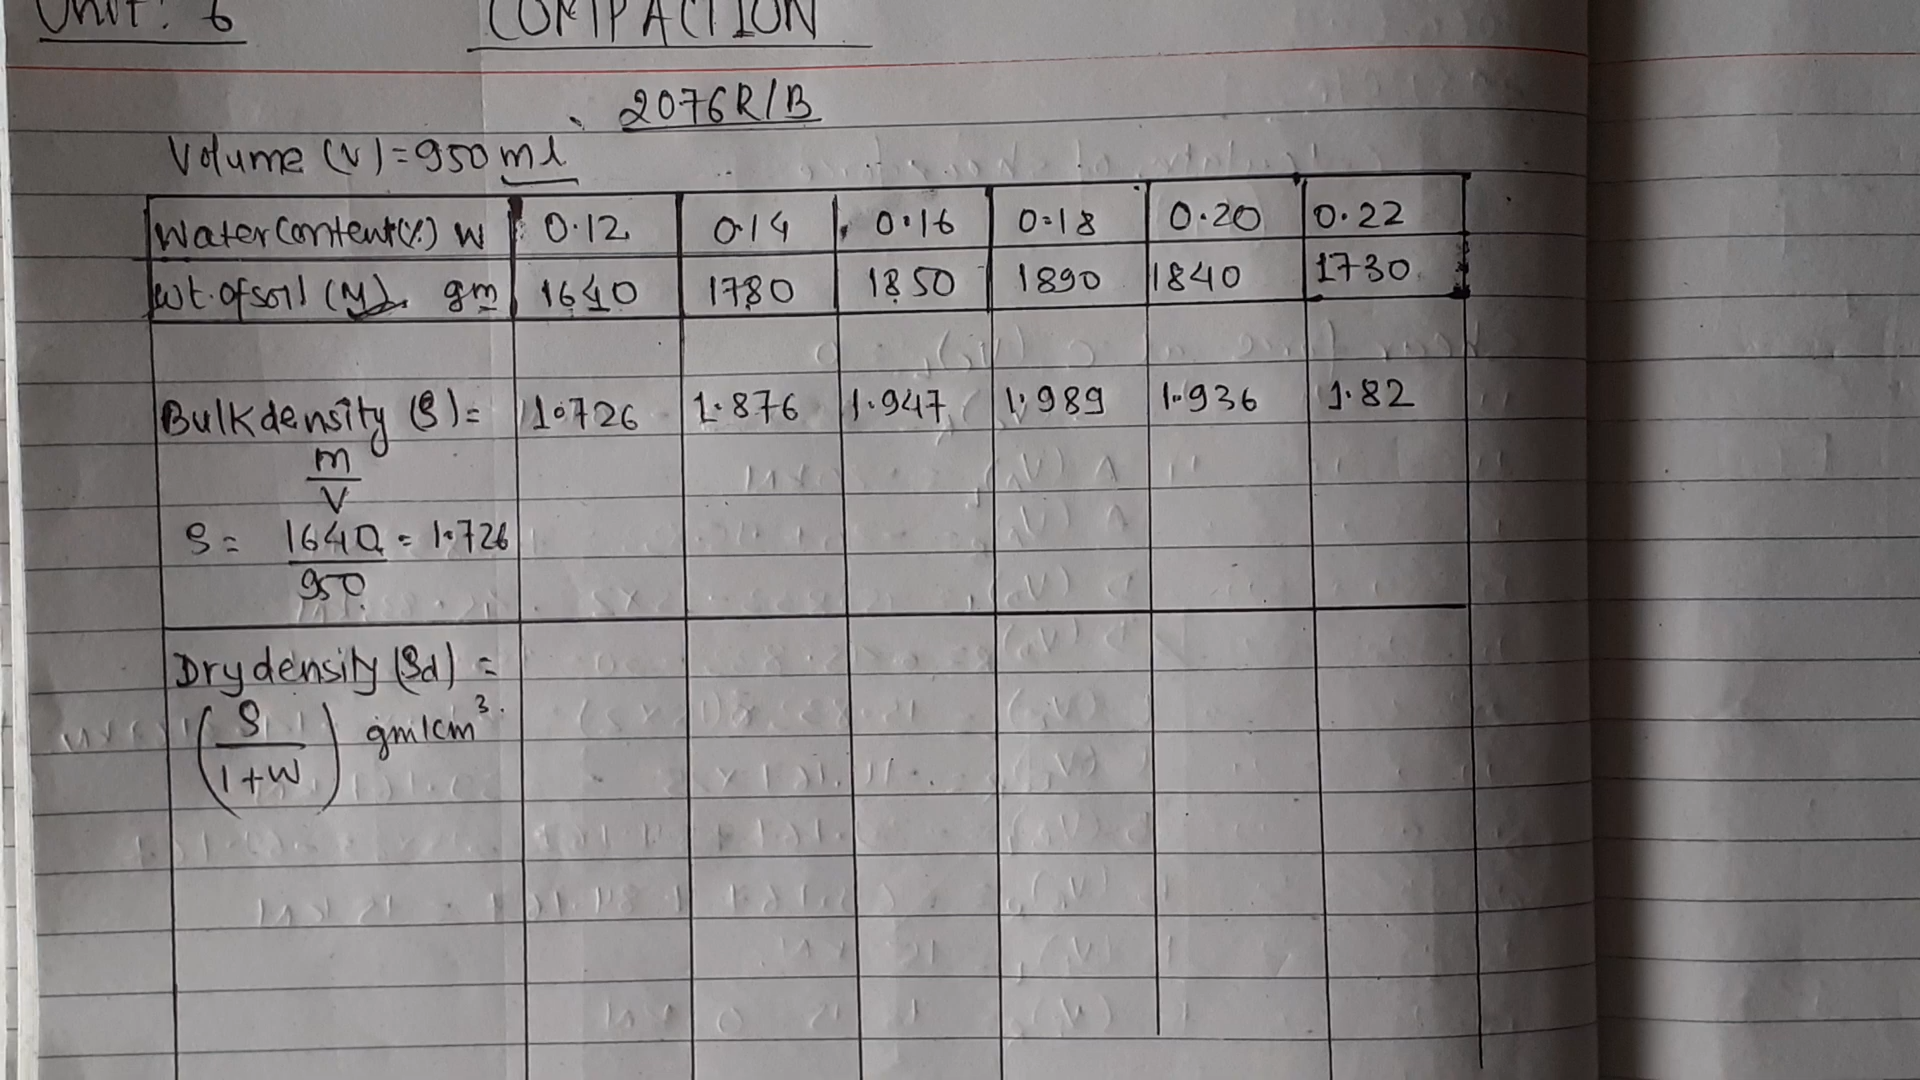 Unit: 6 COMPACTION
2076R/B
Volume (V)=950 ml
Water Content(%) w 0.12 0.14 0.16 0.18 0.20 0.22
Wt. of soil (M) gm 1640 1780 1850 1890 1840 1730
Bulk density (ρ)= 1.726 1.876 1.947 1.989 1.936 1.82
m
V
ρ= 1640 = 1.726
950
Dry density (ρd) =
(ρ / 1+w) gm/cm³.